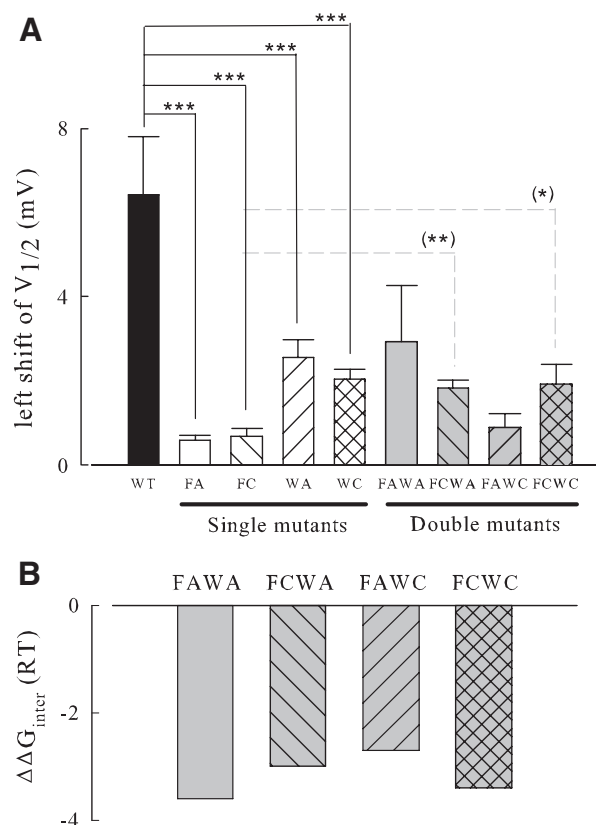 A
***
***
***
***
8
(*)
(**)
4
0
left shift of V1/2 (mV)
WT FA FC WA WC FAWA FCWA FAWC FCWC
Single mutants Double mutants
B
FAWA FCWA FAWC FCWC
0
-2
-4
ΔΔGinter (RT)